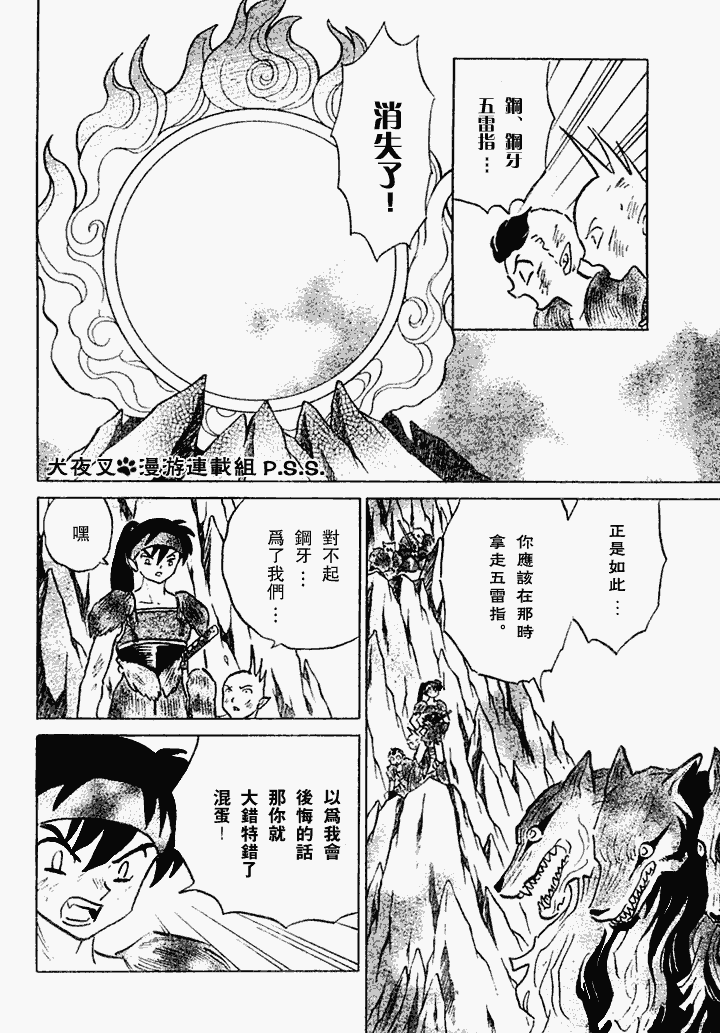 鋼、鋼牙
五雷指…
消失了！
犬夜叉漫游連載組 P.S.S.
正是如此…
你應該在那時
拿走五雷指。
對不起
鋼牙…
爲了我們…
嘿
以爲我會
後悔的話
那你就
大錯特錯了
混蛋！